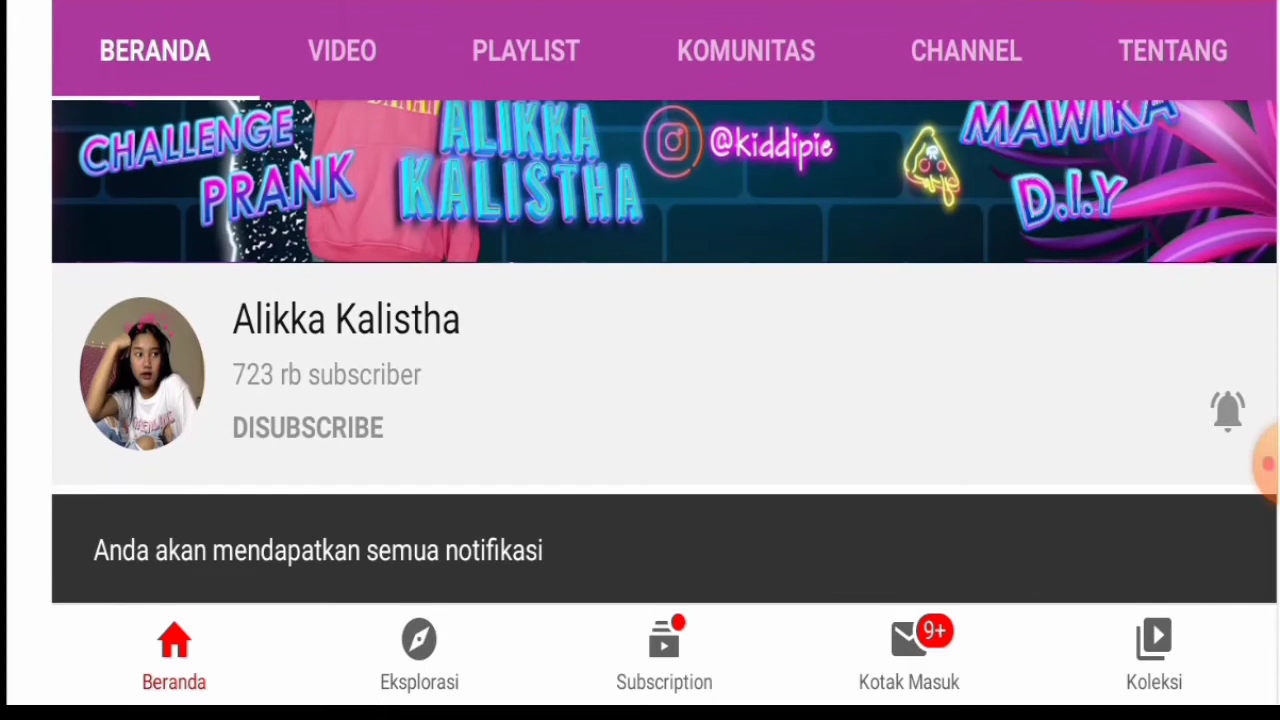 BERANDA VIDEO PLAYLIST KOMUNITAS CHANNEL TENTANG
CHALLENGE
PRANK
ALIKKA
KALISTHA
@kiddipie
MAWIKA
D.I.Y
Alikka Kalistha
723 rb subscriber
DISUBSCRIBE
Anda akan mendapatkan semua notifikasi
9+
Beranda Eksplorasi Subscription Kotak Masuk Koleksi